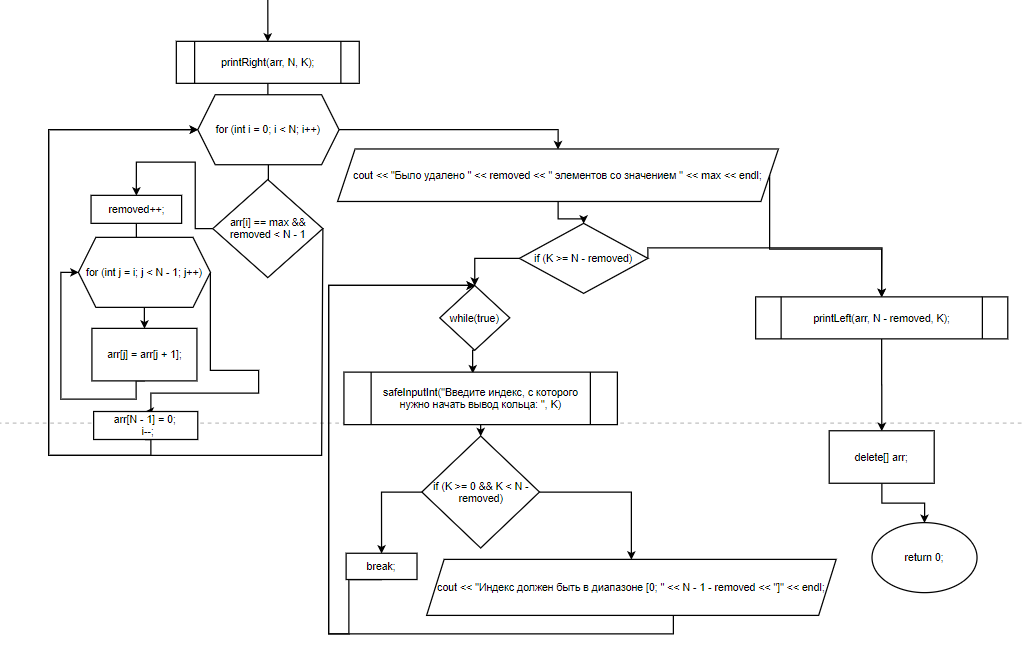 printRight(arr, N, K);
for (int i = 0; i < N; i++)
cout << "Было удалено " << removed << " элементов со значением " << max << endl;
removed++;
arr[i] == max &&
removed < N - 1
for (int j = i; j < N - 1; j++)
if (K >= N - removed)
while(true)
printLeft(arr, N - removed, K);
arr[j] = arr[j + 1];
safeInputInt("Введите индекс, с которого
нужно начать вывод кольца: ", K)
arr[N - 1] = 0;
i--;
delete[] arr;
if (K >= 0 && K < N -
removed)
return 0;
break;
cout << "Индекс должен быть в диапазоне [0; " << N - 1 - removed << "]" << endl;